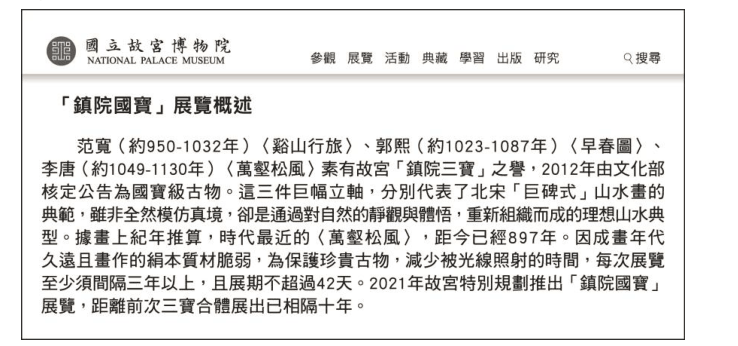 國立故宮博物院
NATIONAL PALACE MUSEUM
參觀 展覽 活動 典藏 學習 出版 研究 搜尋
「鎮院國寶」展覽概述
范寬（約950-1032年）〈谿山行旅〉、郭熙（約1023-1087年）〈早春圖〉、
李唐（約1049-1130年）〈萬壑松風〉素有故宮「鎮院三寶」之譽，2012年由文化部
核定公告為國寶級古物。這三件巨幅立軸，分別代表了北宋「巨碑式」山水畫的
典範，雖非全然模仿真境，卻是通過對自然的靜觀與體悟，重新組織而成的理想山水典
型。據畫上紀年推算，時代最近的〈萬壑松風〉，距今已經897年。因成畫年代
久遠且畫作的絹本質材脆弱，為保護珍貴古物，減少被光線照射的時間，每次展覽
至少須間隔三年以上，且展期不超過42天。2021年故宮特別規劃推出「鎮院國寶」
展覽，距離前次三寶合體展出已相隔十年。